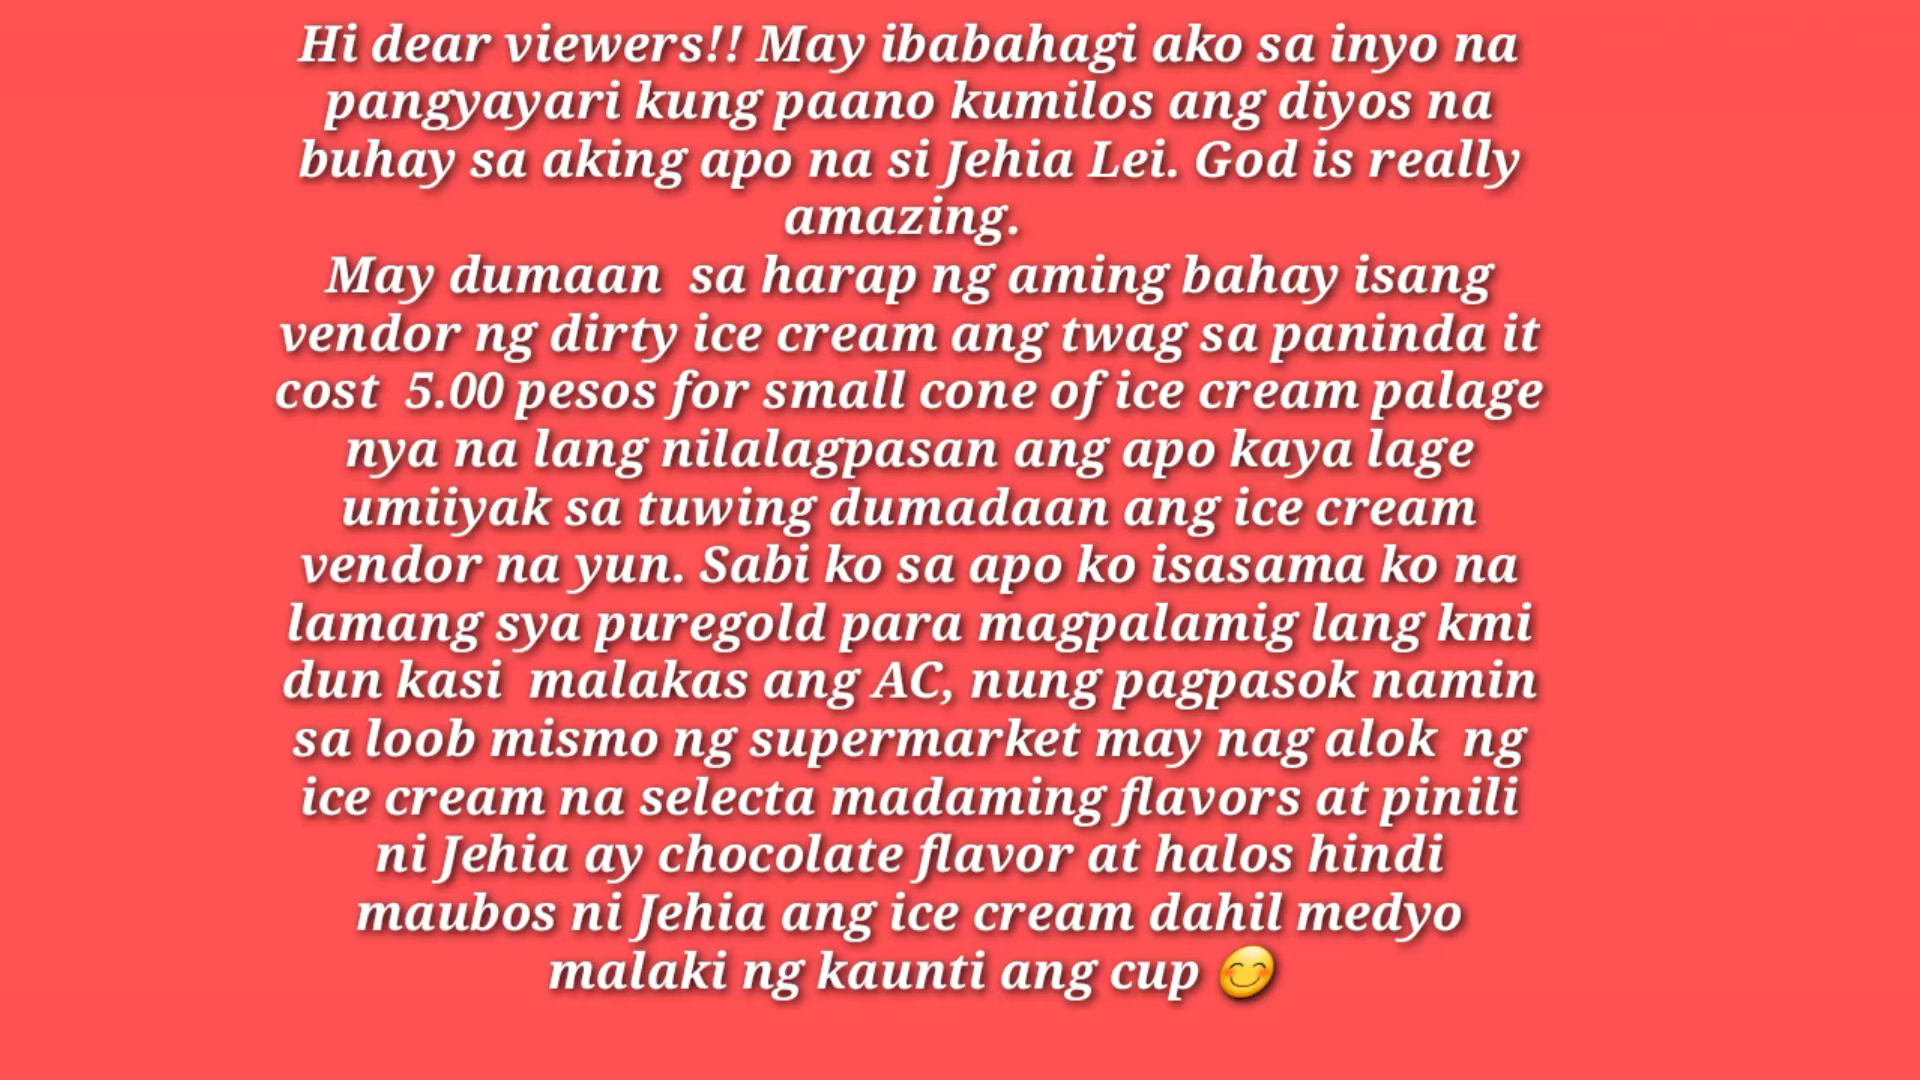 Hi dear viewers!! May ibabahagi ako sa inyo na
pangyayari kung paano kumilos ang diyos na
buhay sa aking apo na si Jehia Lei. God is really
amazing.
May dumaan  sa harap ng aming bahay isang
vendor ng dirty ice cream ang twag sa paninda it
cost  5.00 pesos for small cone of ice cream palage
nya na lang nilalagpasan ang apo kaya lage
umiiyak sa tuwing dumadaan ang ice cream
vendor na yun. Sabi ko sa apo ko isasama ko na
lamang sya puregold para magpalamig lang kmi
dun kasi  malakas ang AC, nung pagpasok namin
sa loob mismo ng supermarket may nag alok  ng
ice cream na selecta madaming flavors at pinili
ni Jehia ay chocolate flavor at halos hindi
maubos ni Jehia ang ice cream dahil medyo
malaki ng kaunti ang cup 😊